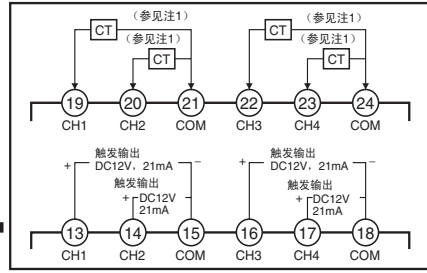 （参见注1） （参见注1）
CT CT
（参见注1） （参见注1）
CT CT
19 20 21 22 23 24
CH1 CH2 COM CH3 CH4 COM
触发输出 触发输出
+ DC12V，21mA − + DC12V，21mA −
触发输出 触发输出
+ DC12V − + DC12V −
21mA 21mA
13 14 15 16 17 18
CH1 CH2 COM CH3 CH4 COM